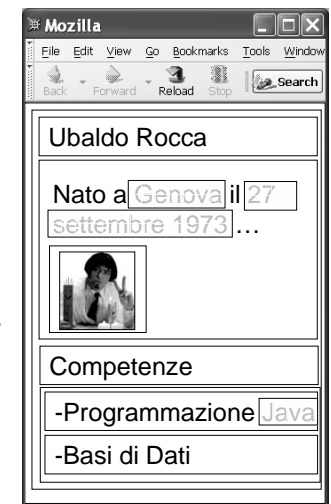 Mozilla
File Edit View Go Bookmarks Tools Window
Back Forward Reload Stop Search
Ubaldo Rocca
Nato a Genova il 27
settembre 1973 ...
Competenze
-Programmazione Java
-Basi di Dati